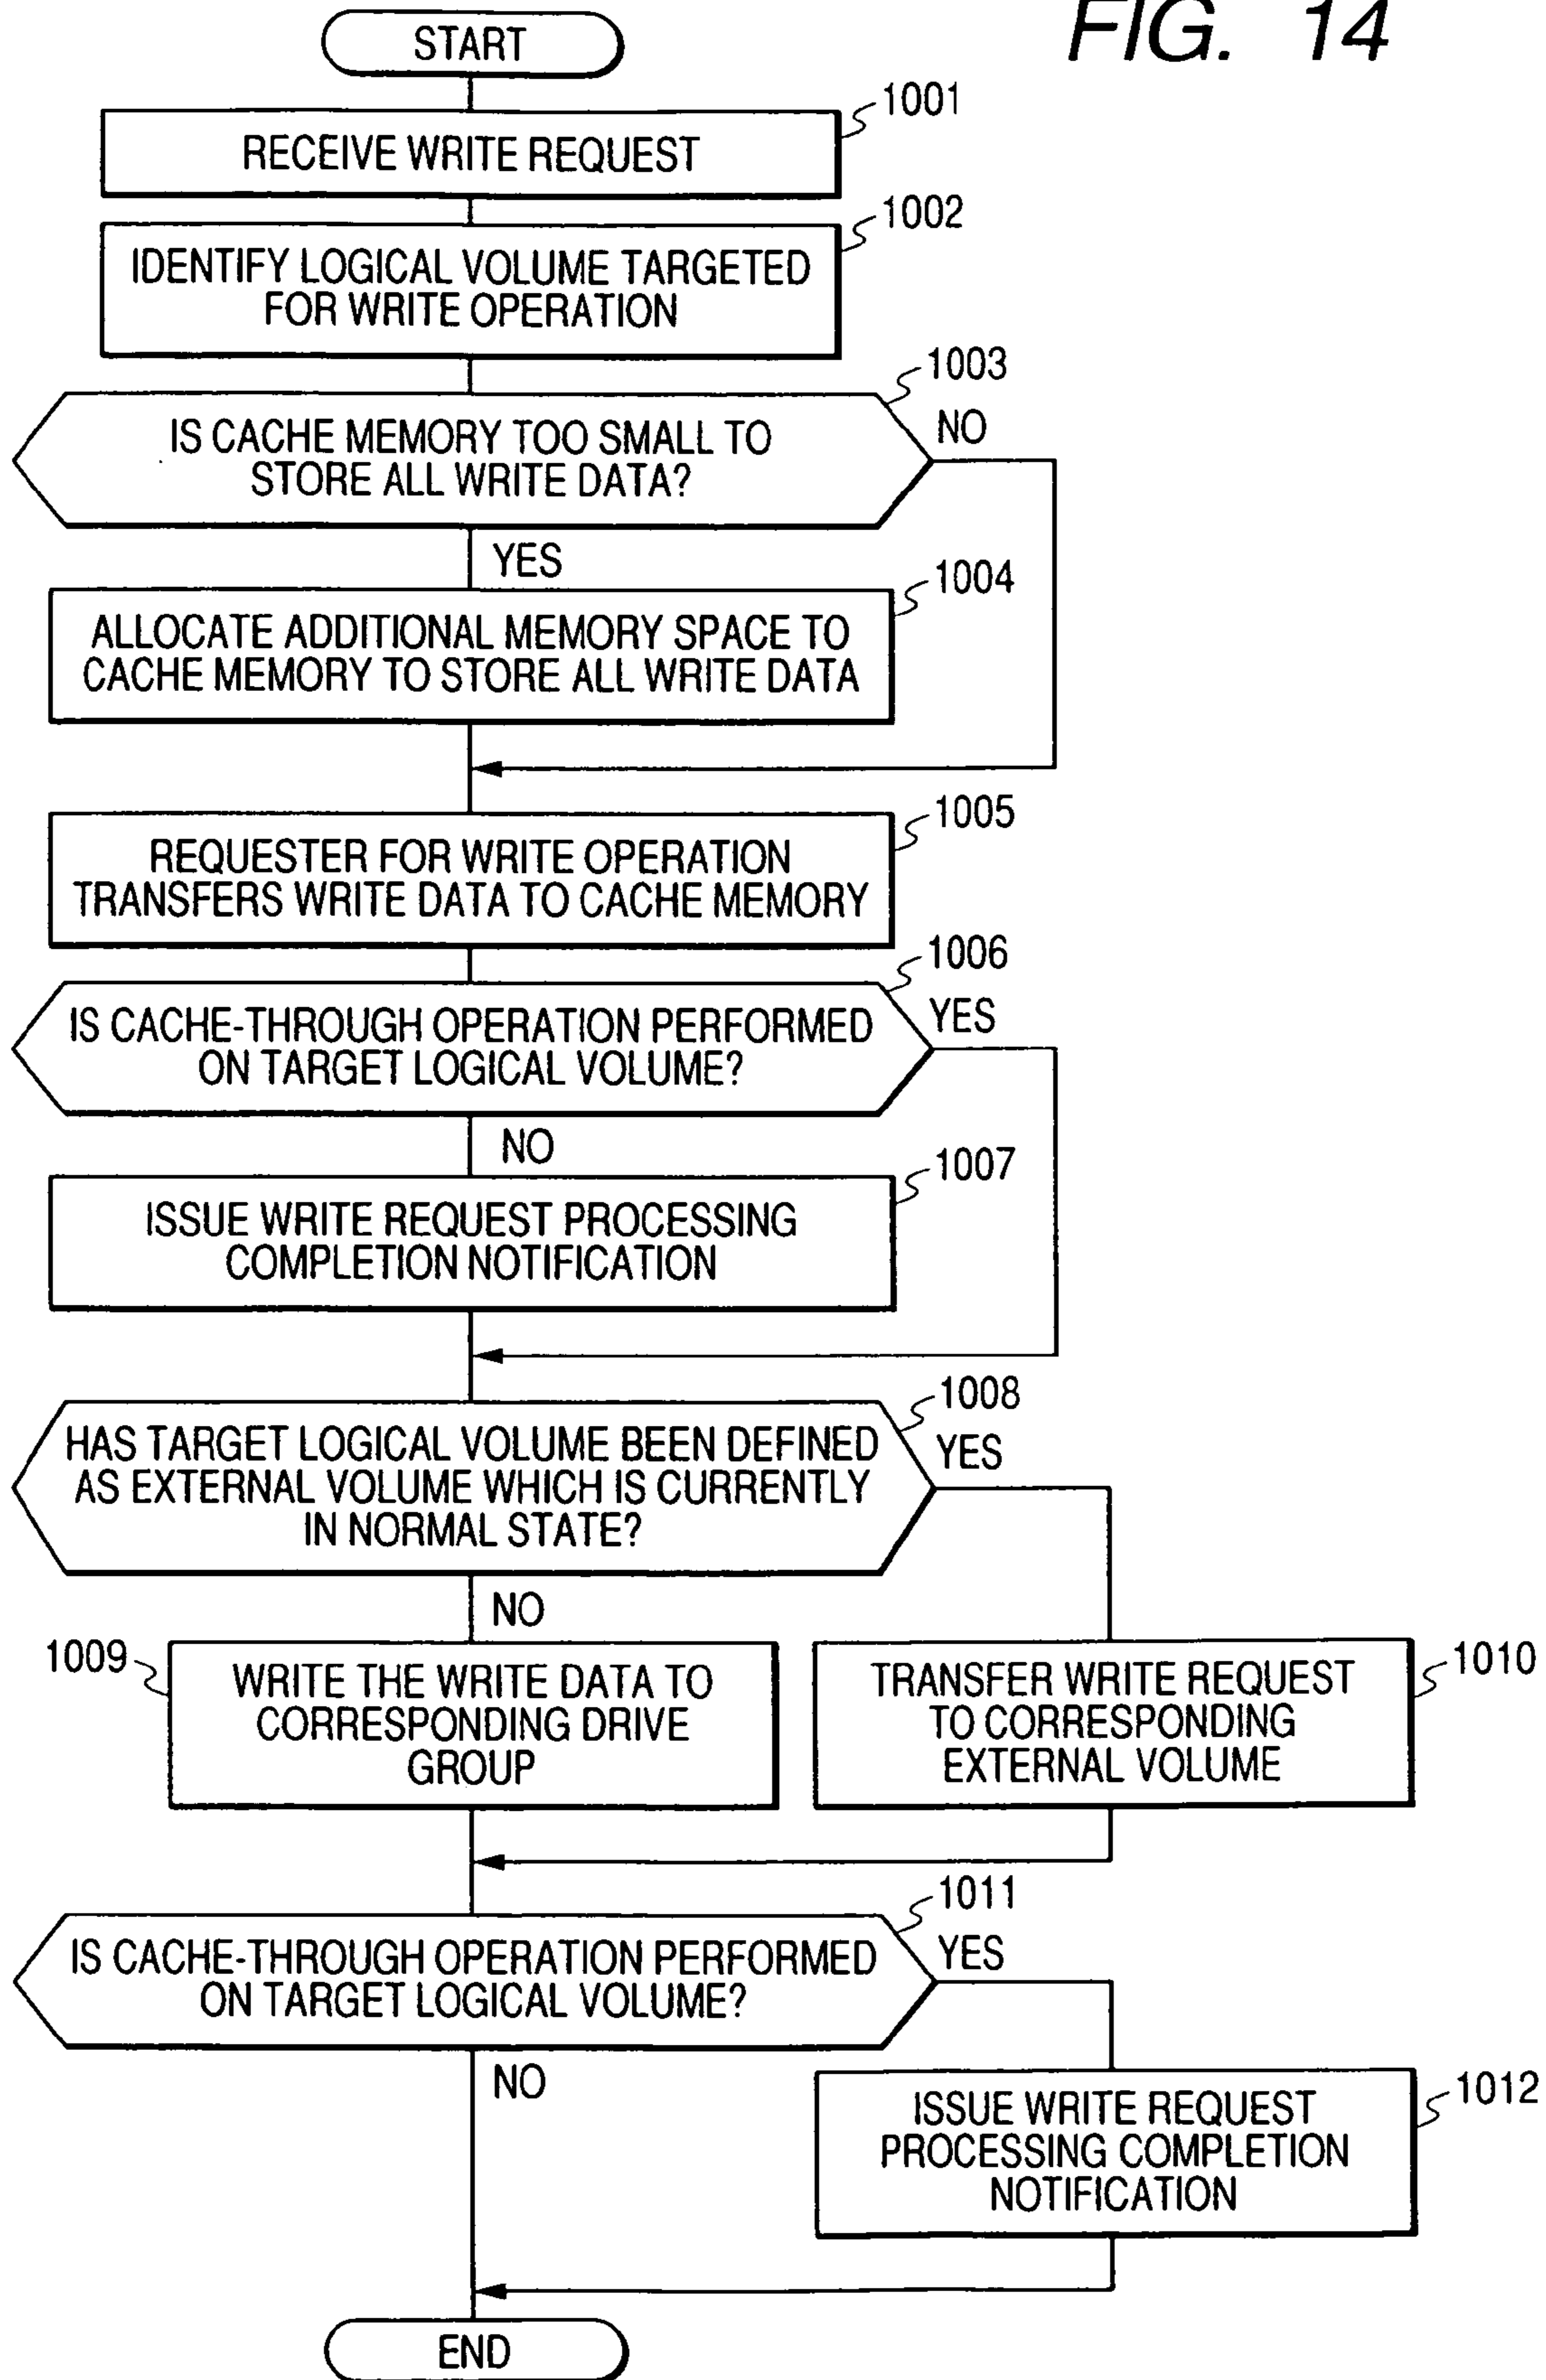 FIG. 14
START
1001
RECEIVE WRITE REQUEST
1002
IDENTIFY LOGICAL VOLUME TARGETED
FOR WRITE OPERATION
1003
IS CACHE MEMORY TOO SMALL TO
STORE ALL WRITE DATA?
NO
YES
1004
ALLOCATE ADDITIONAL MEMORY SPACE TO
CACHE MEMORY TO STORE ALL WRITE DATA
1005
REQUESTER FOR WRITE OPERATION
TRANSFERS WRITE DATA TO CACHE MEMORY
1006
IS CACHE-THROUGH OPERATION PERFORMED
ON TARGET LOGICAL VOLUME?
YES
NO
1007
ISSUE WRITE REQUEST PROCESSING
COMPLETION NOTIFICATION
1008
HAS TARGET LOGICAL VOLUME BEEN DEFINED
AS EXTERNAL VOLUME WHICH IS CURRENTLY
IN NORMAL STATE?
YES
NO
1009
WRITE THE WRITE DATA TO
CORRESPONDING DRIVE
GROUP
1010
TRANSFER WRITE REQUEST
TO CORRESPONDING
EXTERNAL VOLUME
1011
IS CACHE-THROUGH OPERATION PERFORMED
ON TARGET LOGICAL VOLUME?
YES
NO
1012
ISSUE WRITE REQUEST
PROCESSING COMPLETION
NOTIFICATION
END